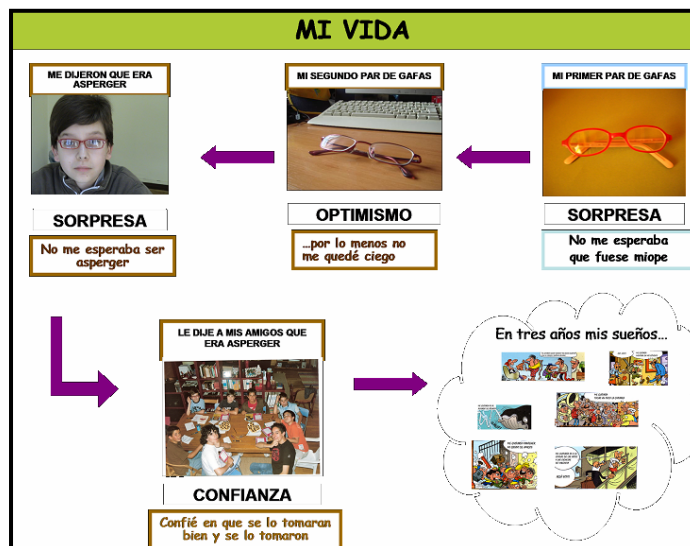 MI VIDA
ME DIJERON QUE ERA
ASPERGER
MI SEGUNDO PAR DE GAFAS
MI PRIMER PAR DE GAFAS
SORPRESA
OPTIMISMO
SORPRESA
No me esperaba ser
asperger
...por lo menos no
me quedé ciego
No me esperaba
que fuese miope
LE DIJE A MIS AMIGOS QUE
ERA ASPERGER
En tres años mis sueños...
CONFIANZA
Confié en que se lo tomaran
bien y se lo tomaron